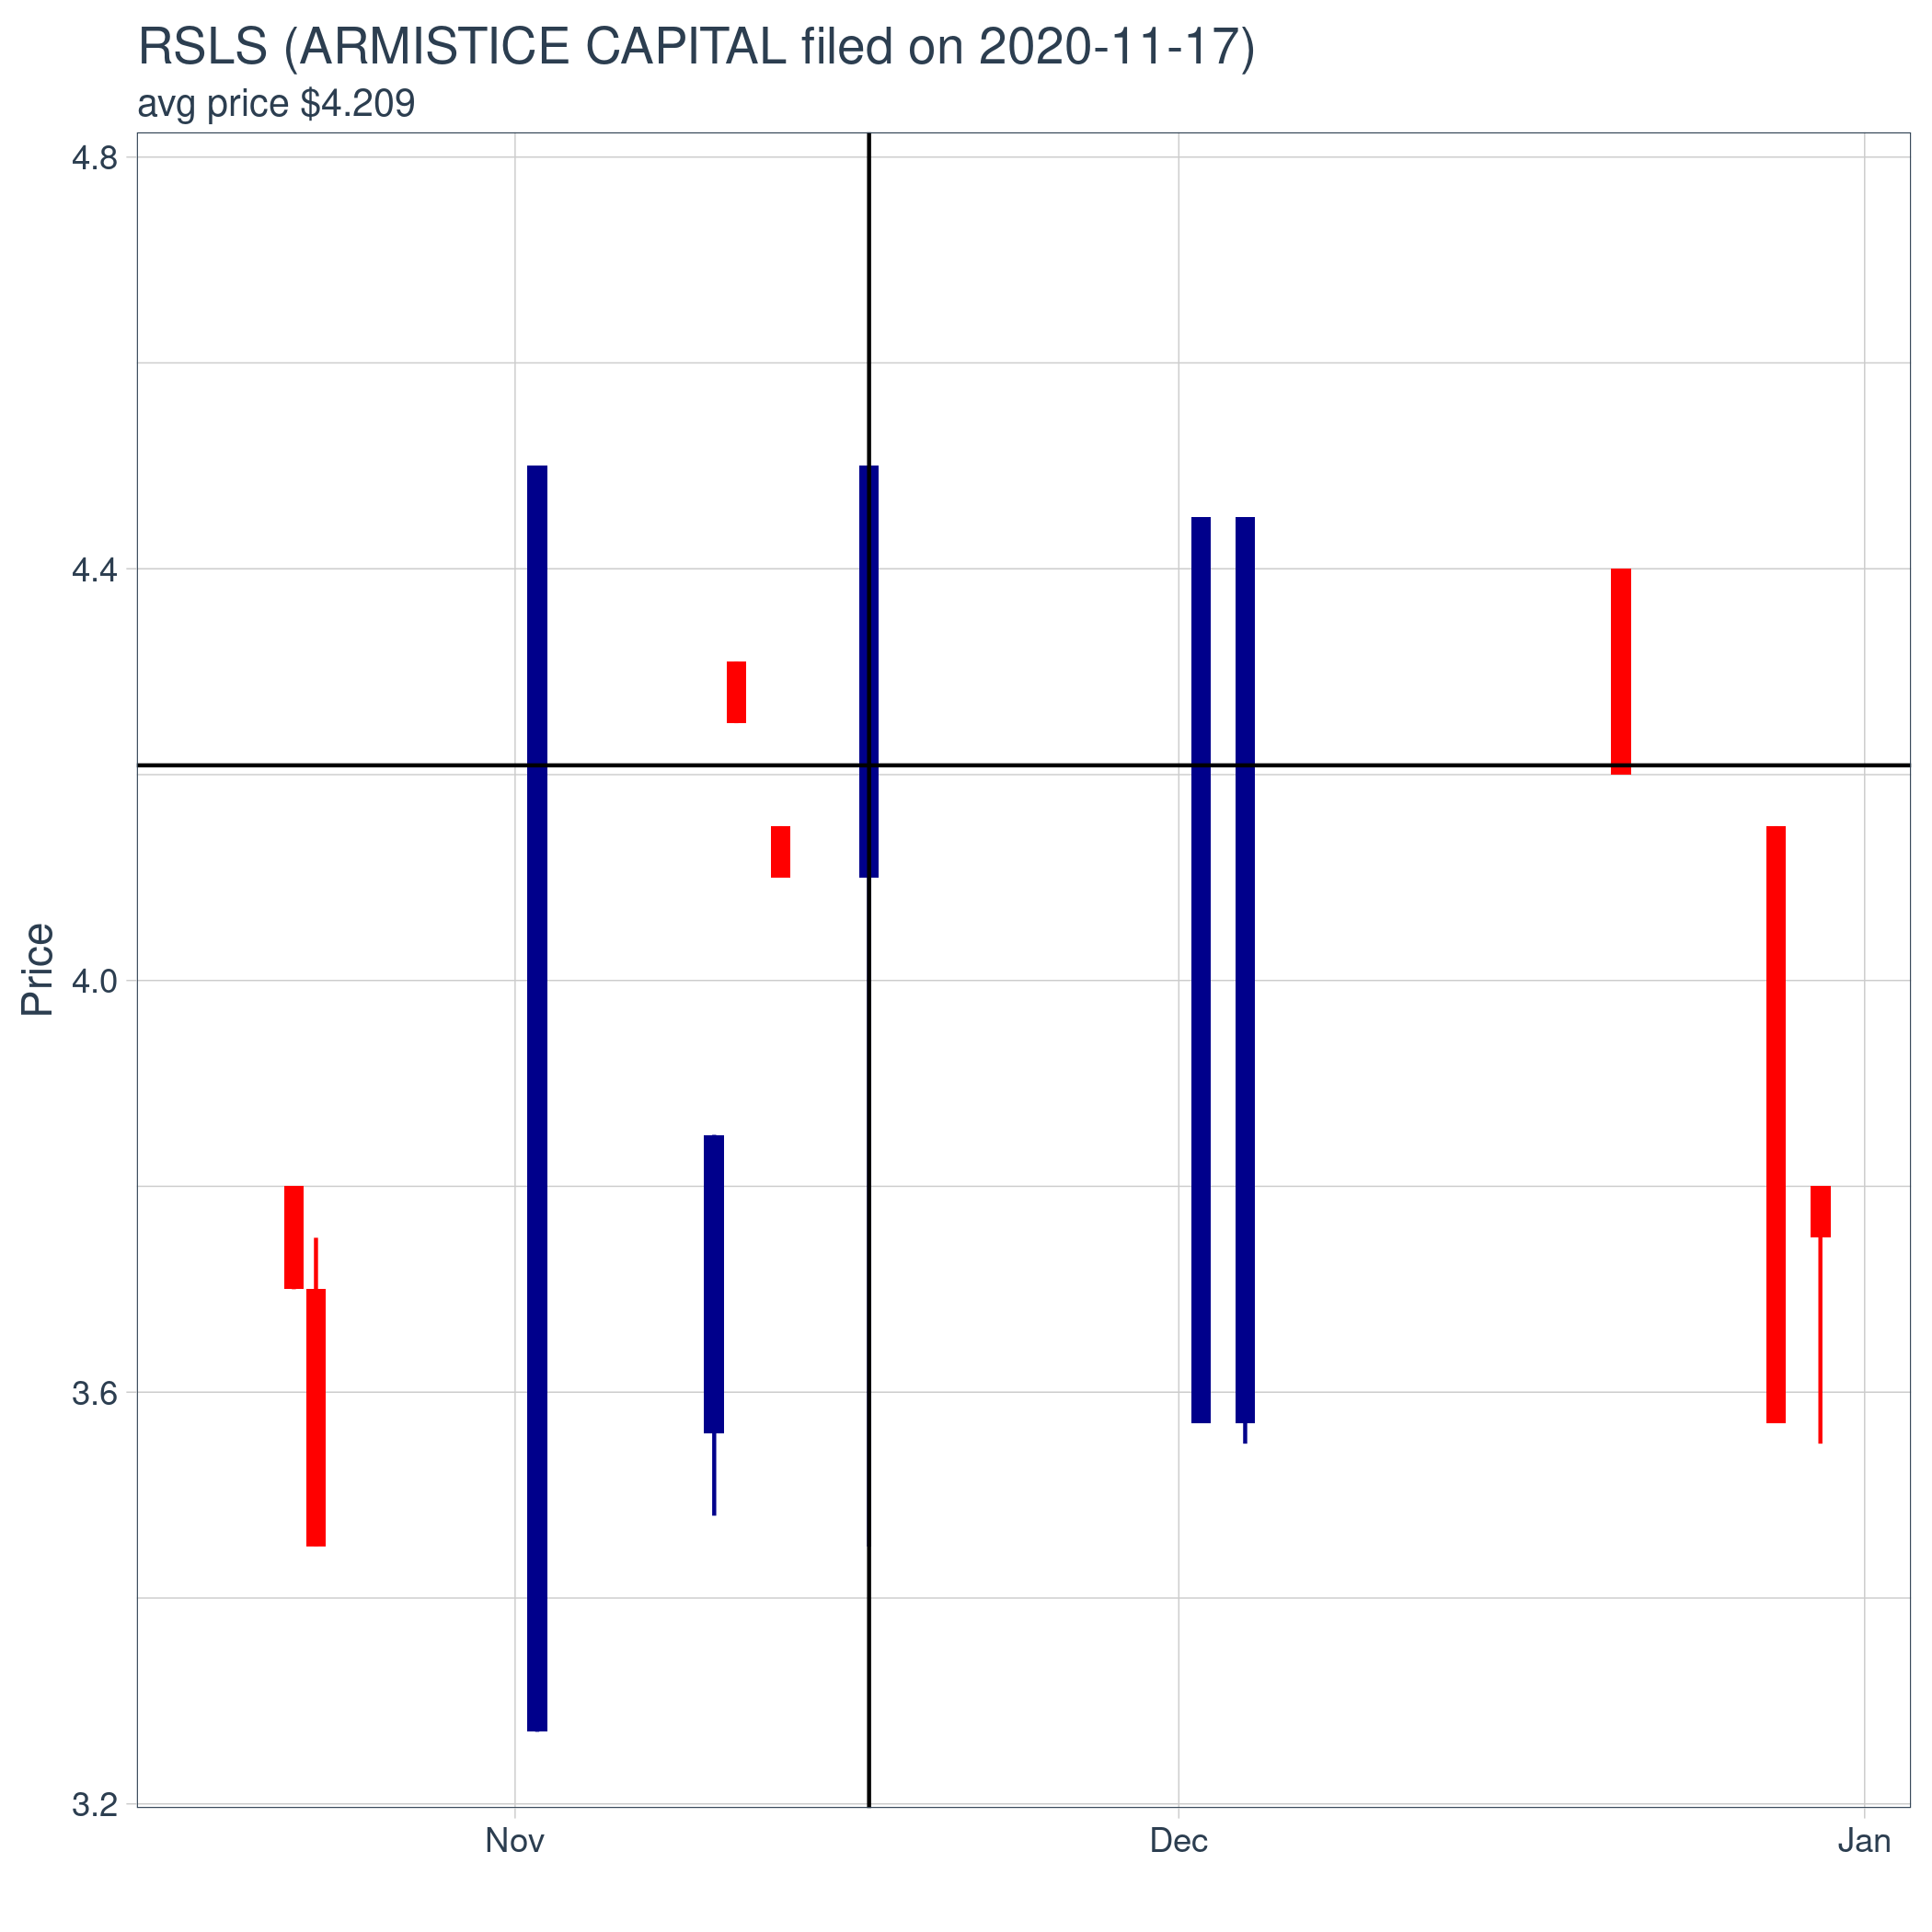 RSLS (ARMISTICE CAPITAL filed on 2020-11-17)
avg price $4.209
4.8
4.4
4.0
3.6
3.2
Price
Nov
Dec
Jan